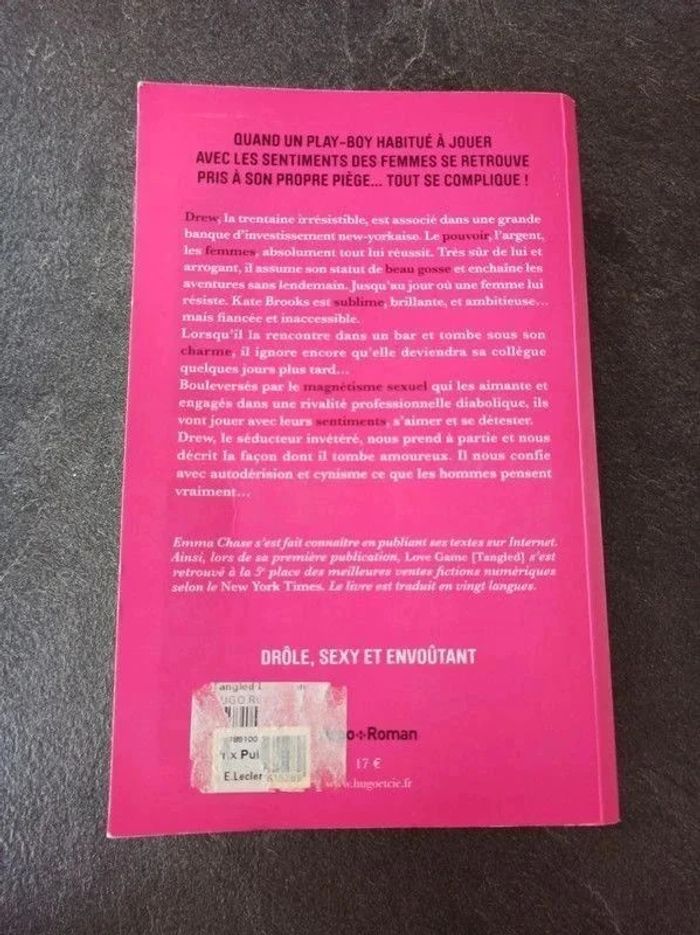 QUAND UN PLAY-BOY HABITUÉ À JOUER
AVEC LES SENTIMENTS DES FEMMES SE RETROUVE
PRIS À SON PROPRE PIÈGE... TOUT SE COMPLIQUE !
Drew, la trentaine irrésistible, est associé dans une grande
banque d'investissement new-yorkaise. Le pouvoir, l'argent,
les femmes, absolument tout lui réussit. Très sûr de lui et
arrogant, il assume son statut de beau gosse et enchaîne les
aventures sans lendemain. Jusqu'au jour où une femme lui
résiste. Kate Brooks est sublime, brillante, et ambitieuse...
mais fiancée et inaccessible.
Lorsqu'il la rencontre dans un bar et tombe sous son
charme, il ignore encore qu'elle deviendra sa collègue
quelques jours plus tard...
Bouleversés par le magnétisme sexuel qui les aimante et
engagés dans une rivalité professionnelle diabolique, ils
vont jouer avec leurs sentiments, s'aimer et se détester.
Drew, le séducteur invétéré, nous prend à partie et nous
décrit la façon dont il tombe amoureux. Il nous confie
avec autodérision et cynisme ce que les hommes pensent
vraiment...
Emma Chase s'est fait connaître en publiant ses textes sur Internet.
Ainsi, lors de sa première publication, Love Game [Tangled] s'est
retrouvé à la 5e place des meilleures ventes fictions numériques
selon le New York Times. Le livre est traduit en vingt langues.
DRÔLE, SEXY ET ENVOÛTANT
Tangled
UGO R
o+Roman
x Pu
17 €
E.Lecler
www.hugoetcie.fr